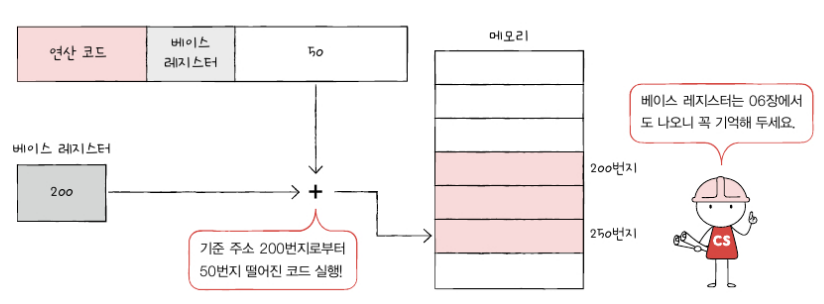 연산 코드
베이스
레지스터
50
메모리
베이스 레지스터는 06장에서
도 나오니 꼭 기억해 두세요.
베이스 레지스터
200
+
200번지
250번지
기준 주소 200번지로부터
50번지 떨어진 코드 실행!
CS